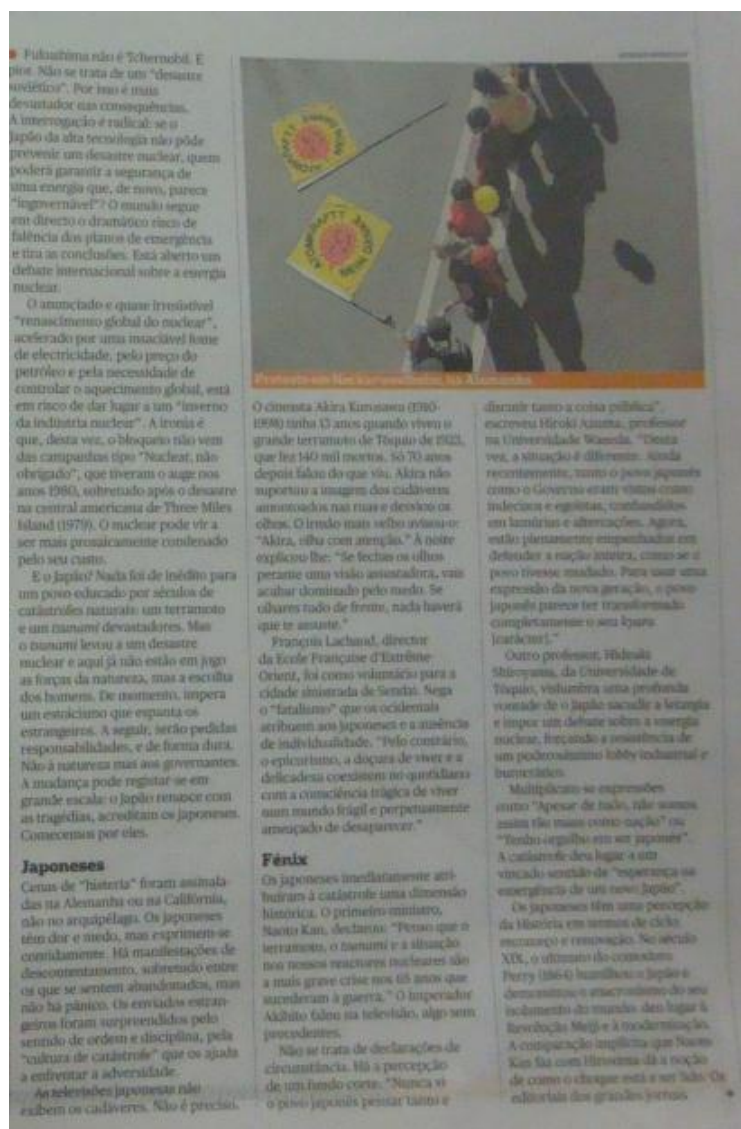 Fukushima não é Tchernobil. É
pior. Não se trata de um "desastre
soviético". Por isso é mais
devastador nas consequências.
A interrogação é radical: se o
Japão da alta tecnologia não pôde
prevenir um desastre nuclear, quem
poderá garantir a segurança de
uma energia que, de novo, parece
"ingovernável"? O mundo segue
em directo o dramático risco de
falência dos planos de emergência
e tira as conclusões. Está aberto um
debate internacional sobre a energia
nuclear.
O anunciado e quase irresistível
"renascimento global do nuclear",
acelerado por uma insaciável fome
de electricidade, pelo preço do
petróleo e pela necessidade de
controlar o aquecimento global, está
em risco de dar lugar a um "inverno
da indústria nuclear". A ironia é
que, desta vez, o bloqueio não vem
das campanhas tipo "Nuclear, não
obrigado", que tiveram o auge nos
anos 1980, sobretudo após o desastre
na central americana de Three Miles
Island (1979). O nuclear pode vir a
ser mais prosaicamente condenado
pelo seu custo.
E o Japão? Nada foi de inédito para
um povo educado por séculos de
catástrofes naturais: um terramoto
e um tsunami devastadores. Mas
o tsunami levou a um desastre
nuclear e aqui já não estão em jogo
as forças da natureza, mas a escolha
dos homens. De momento, impera
um estoicismo que espanta os
estrangeiros. A seguir, serão pedidas
responsabilidades, e de forma dura.
Não à natureza mas aos governantes.
A mudança pode registar-se em
grande escala: o Japão renasce com
as tragédias, acreditam os japoneses.
Comecemos por eles.
Japoneses
Cenas de "histeria" foram assinala-
das na Alemanha ou na Califórnia,
não no arquipélago. Os japoneses
têm dor e medo, mas exprimem-se
contidamente. Há manifestações de
descontentamento, sobretudo entre
os que se sentem abandonados, mas
não há pânico. Os enviados estran-
geiros foram surpreendidos pelo
sentido de ordem e disciplina, pela
"cultura de catástrofe" que os ajuda
a enfrentar a adversidade.
As televisões japonesas não
exibem os cadáveres. Não é preciso.
ATOMKRAFT?
NEIN DANKE
ATOMKRAFT?
NEIN DANKE
Protesto em Neckarwestheim, na Alemanha
O cineasta Akira Kurosawa (1910-
1998) tinha 13 anos quando viveu o
grande terramoto de Tóquio de 1923,
que fez 140 mil mortos. Só 70 anos
depois falou do que viu. Akira não
suportou a imagem dos cadáveres
amontoados nas ruas e desviou os
olhos. O irmão mais velho avisou-o:
"Akira, olha com atenção." À noite
explicou-lhe: "Se fechas os olhos
perante uma visão assustadora, vais
acabar dominado pelo medo. Se
olhares tudo de frente, nada haverá
que te assuste."
François Lachaud, director
da Ecole Française d'Extrême-
Orient, foi como voluntário para a
cidade sinistrada de Sendai. Nega
o "fatalismo" que os ocidentais
atribuem aos japoneses e a ausência
de individualidade. "Pelo contrário,
o epicurismo, a doçura de viver e a
delicadeza coexistem no quotidiano
com a consciência trágica de viver
num mundo frágil e perpetuamente
ameaçado de desaparecer."
Fénix
Os japoneses imediatamente atri-
buíram à catástrofe uma dimensão
histórica. O primeiro-ministro,
Naoto Kan, declarou: "Penso que o
terramoto, o tsunami e a situação
nos nossos reactores nucleares são
a mais grave crise nos 65 anos que
sucederam à guerra." O imperador
Akihito falou na televisão, algo sem
precedentes.
Não se trata de declarações de
circunstância. Há a percepção
de um fundo corte. "Nunca vi
o povo japonês pensar tanto e
discutir tanto a coisa pública",
escreveu Hiroki Azuma, professor
na Universidade Waseda. "Desta
vez, a situação é diferente. Ainda
recentemente, tanto o povo japonês
como o Governo eram vistos como
indecisos e egoístas, confundidos
em lamúrias e altercações. Agora,
estão plenamente empenhados em
defender a nação inteira, como se o
povo tivesse mudado. Para usar uma
expressão da nova geração, o povo
japonês parece ter transformado
completamente o seu kyara
[carácter]."
Outro professor, Hideaki
Shiroyama, da Universidade de
Tóquio, vislumbra uma profunda
vontade de o Japão sacudir a letargia
e impor um debate sobre a energia
nuclear, forçando a resistência de
um poderosíssimo lobby industrial e
burocrático.
Multiplicam-se expressões
como "Apesar de tudo, não somos
assim tão maus como nação" ou
"Tenho orgulho em ser japonês".
A catástrofe deu lugar a um
vincado sentido de "esperança na
emergência de um novo Japão".
Os japoneses têm uma percepção
da História em termos de ciclo:
recomeço e renovação. No século
XIX, o ultimato do comodoro
Perry (1864) humilhou o Japão e
demonstrou o anacronismo do seu
isolamento do mundo: deu lugar à
Revolução Meiji e à modernização.
A comparação implícita que Naoto
Kan faz com Hiroxima dá a noção
de como o choque está a ser lido. Os
editoriais dos grandes jornais